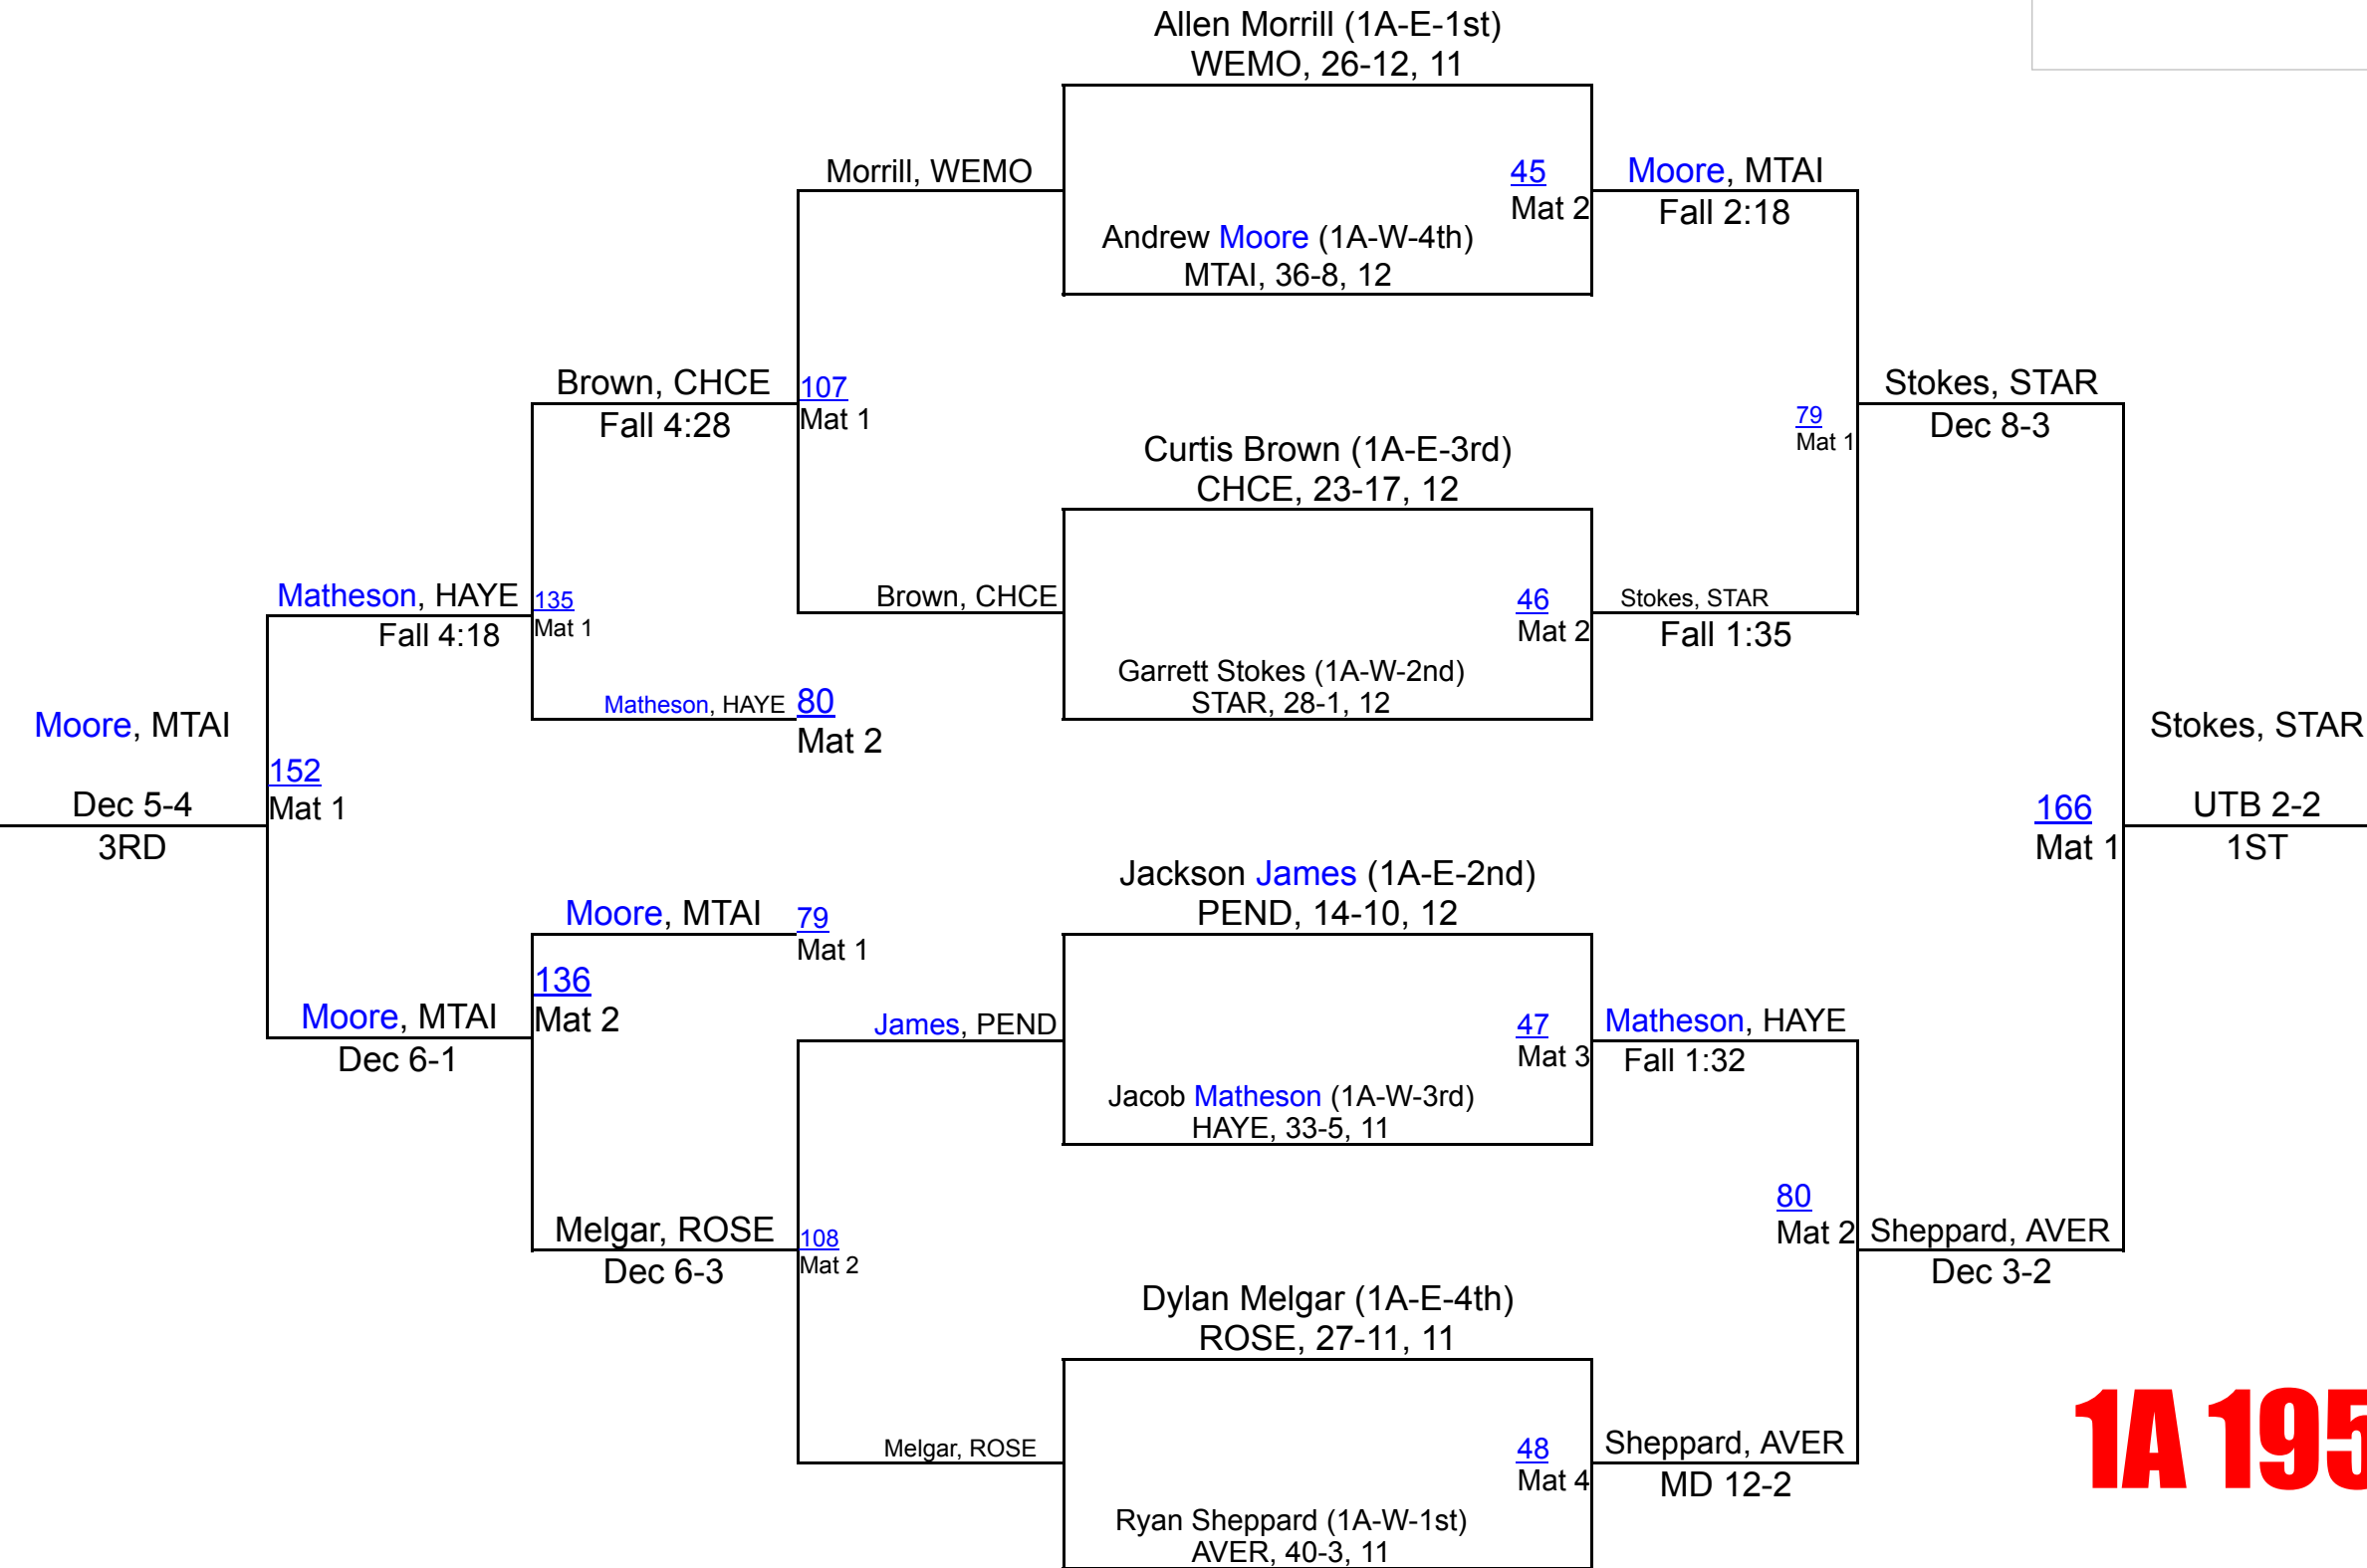 Allen Morrill (1A-E-1st)
WEMO, 26-12, 11
Morrill, WEMO
45
Mat 2
Moore, MTAI
Fall 2:18
Andrew Moore (1A-W-4th)
MTAI, 36-8, 12
Brown, CHCE
Fall 4:28
107
Mat 1
Stokes, STAR
Dec 8-3
79
Mat 1
Curtis Brown (1A-E-3rd)
CHCE, 23-17, 12
Matheson, HAYE
Fall 4:18
135
Mat 1
Brown, CHCE
46
Mat 2
Stokes, STAR
Fall 1:35
Garrett Stokes (1A-W-2nd)
STAR, 28-1, 12
Matheson, HAYE
80
Mat 2
Moore, MTAI
Dec 5-4
3RD
152
Mat 1
Stokes, STAR
UTB 2-2
1ST
166
Mat 1
Jackson James (1A-E-2nd)
PEND, 14-10, 12
Moore, MTAI
79
Mat 1
136
Mat 2
Moore, MTAI
Dec 6-1
James, PEND
47
Mat 3
Matheson, HAYE
Fall 1:32
Jacob Matheson (1A-W-3rd)
HAYE, 33-5, 11
80
Mat 2
Melgar, ROSE
Dec 6-3
108
Mat 2
Sheppard, AVER
Dec 3-2
Dylan Melgar (1A-E-4th)
ROSE, 27-11, 11
Melgar, ROSE
48
Mat 4
Sheppard, AVER
MD 12-2
Ryan Sheppard (1A-W-1st)
AVER, 40-3, 11
1A 195